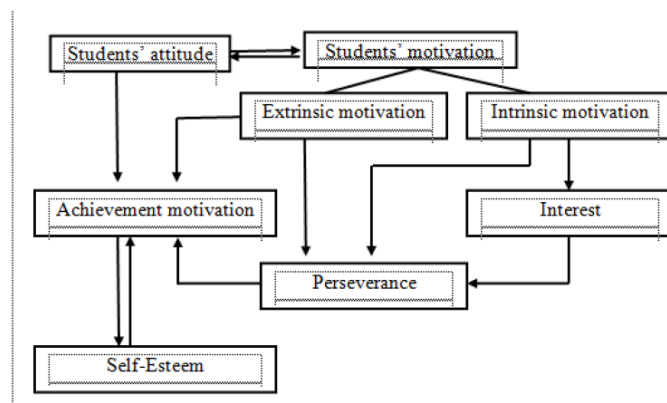 Students’ attitude
Students’ motivation
Extrinsic motivation
Intrinsic motivation
Achievement motivation
Interest
Perseverance
Self-Esteem